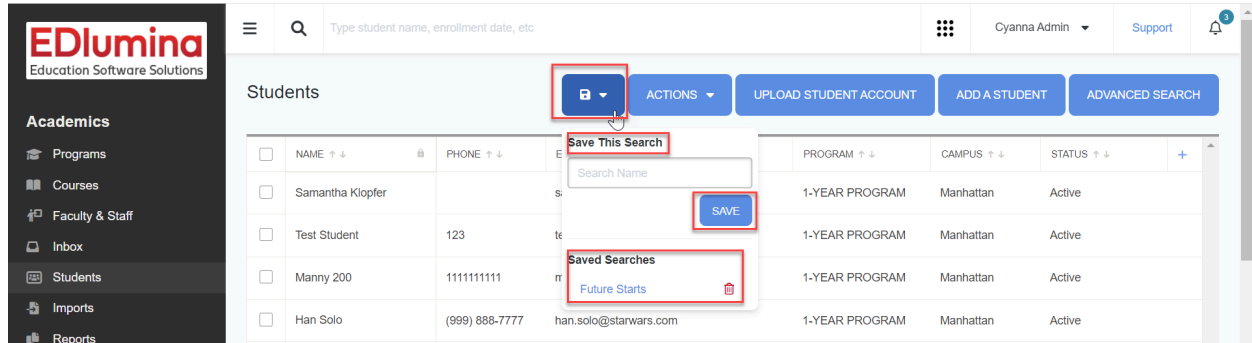 EDlumina
Education Software Solutions
Type student name, enrollment date, etc
Cyanna Admin
Support
3
Students
ACTIONS
UPLOAD STUDENT ACCOUNT
ADD A STUDENT
ADVANCED SEARCH
Academics
Programs
Courses
Faculty & Staff
Inbox
Students
Imports
Reports
Save This Search
Search Name
SAVE
Saved Searches
Future Starts
NAME PHONE E PROGRAM CAMPUS STATUS +
Samantha Klopfer sa 1-YEAR PROGRAM Manhattan Active
Test Student 123 te 1-YEAR PROGRAM Manhattan Active
Manny 200 1111111111 m 1-YEAR PROGRAM Manhattan Active
Han Solo (999) 888-7777 han.solo@starwars.com 1-YEAR PROGRAM Manhattan Active